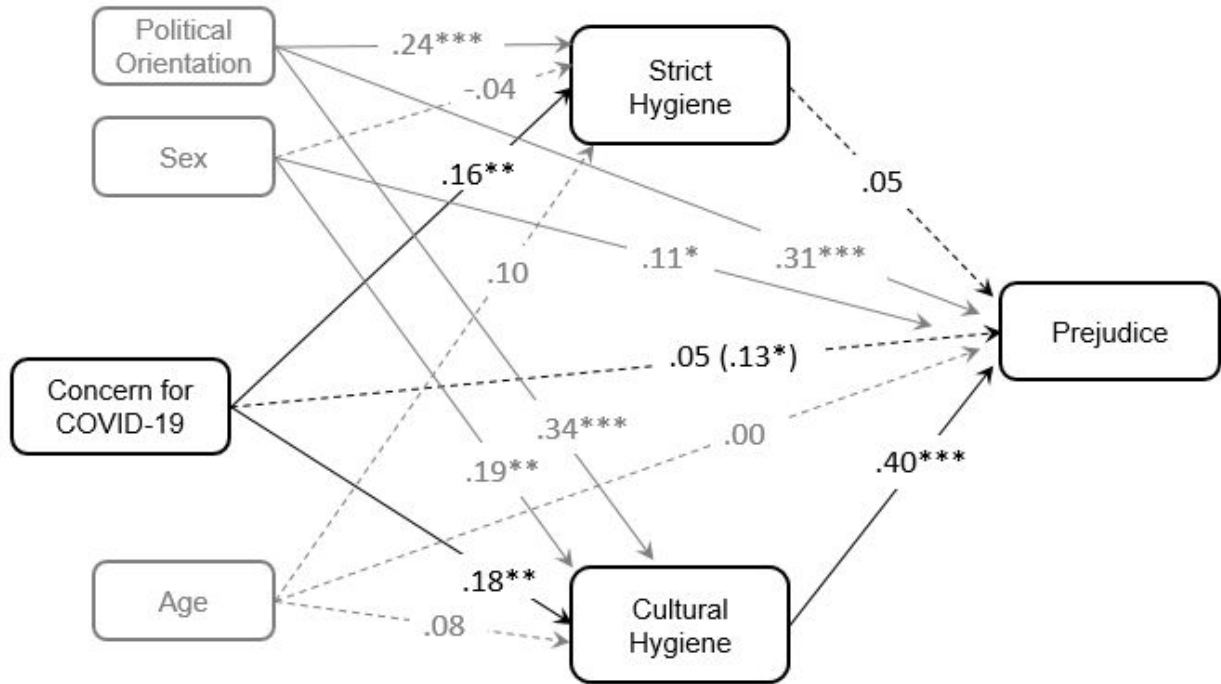 Political
Orientation
.24***
Strict
Hygiene
-.04
Sex
.16**
.05
.10
.11*
.31***
Prejudice
.05 (.13*)
Concern for
COVID-19
.34***
.00
.19**
.40***
.18**
Age
.08
Cultural
Hygiene